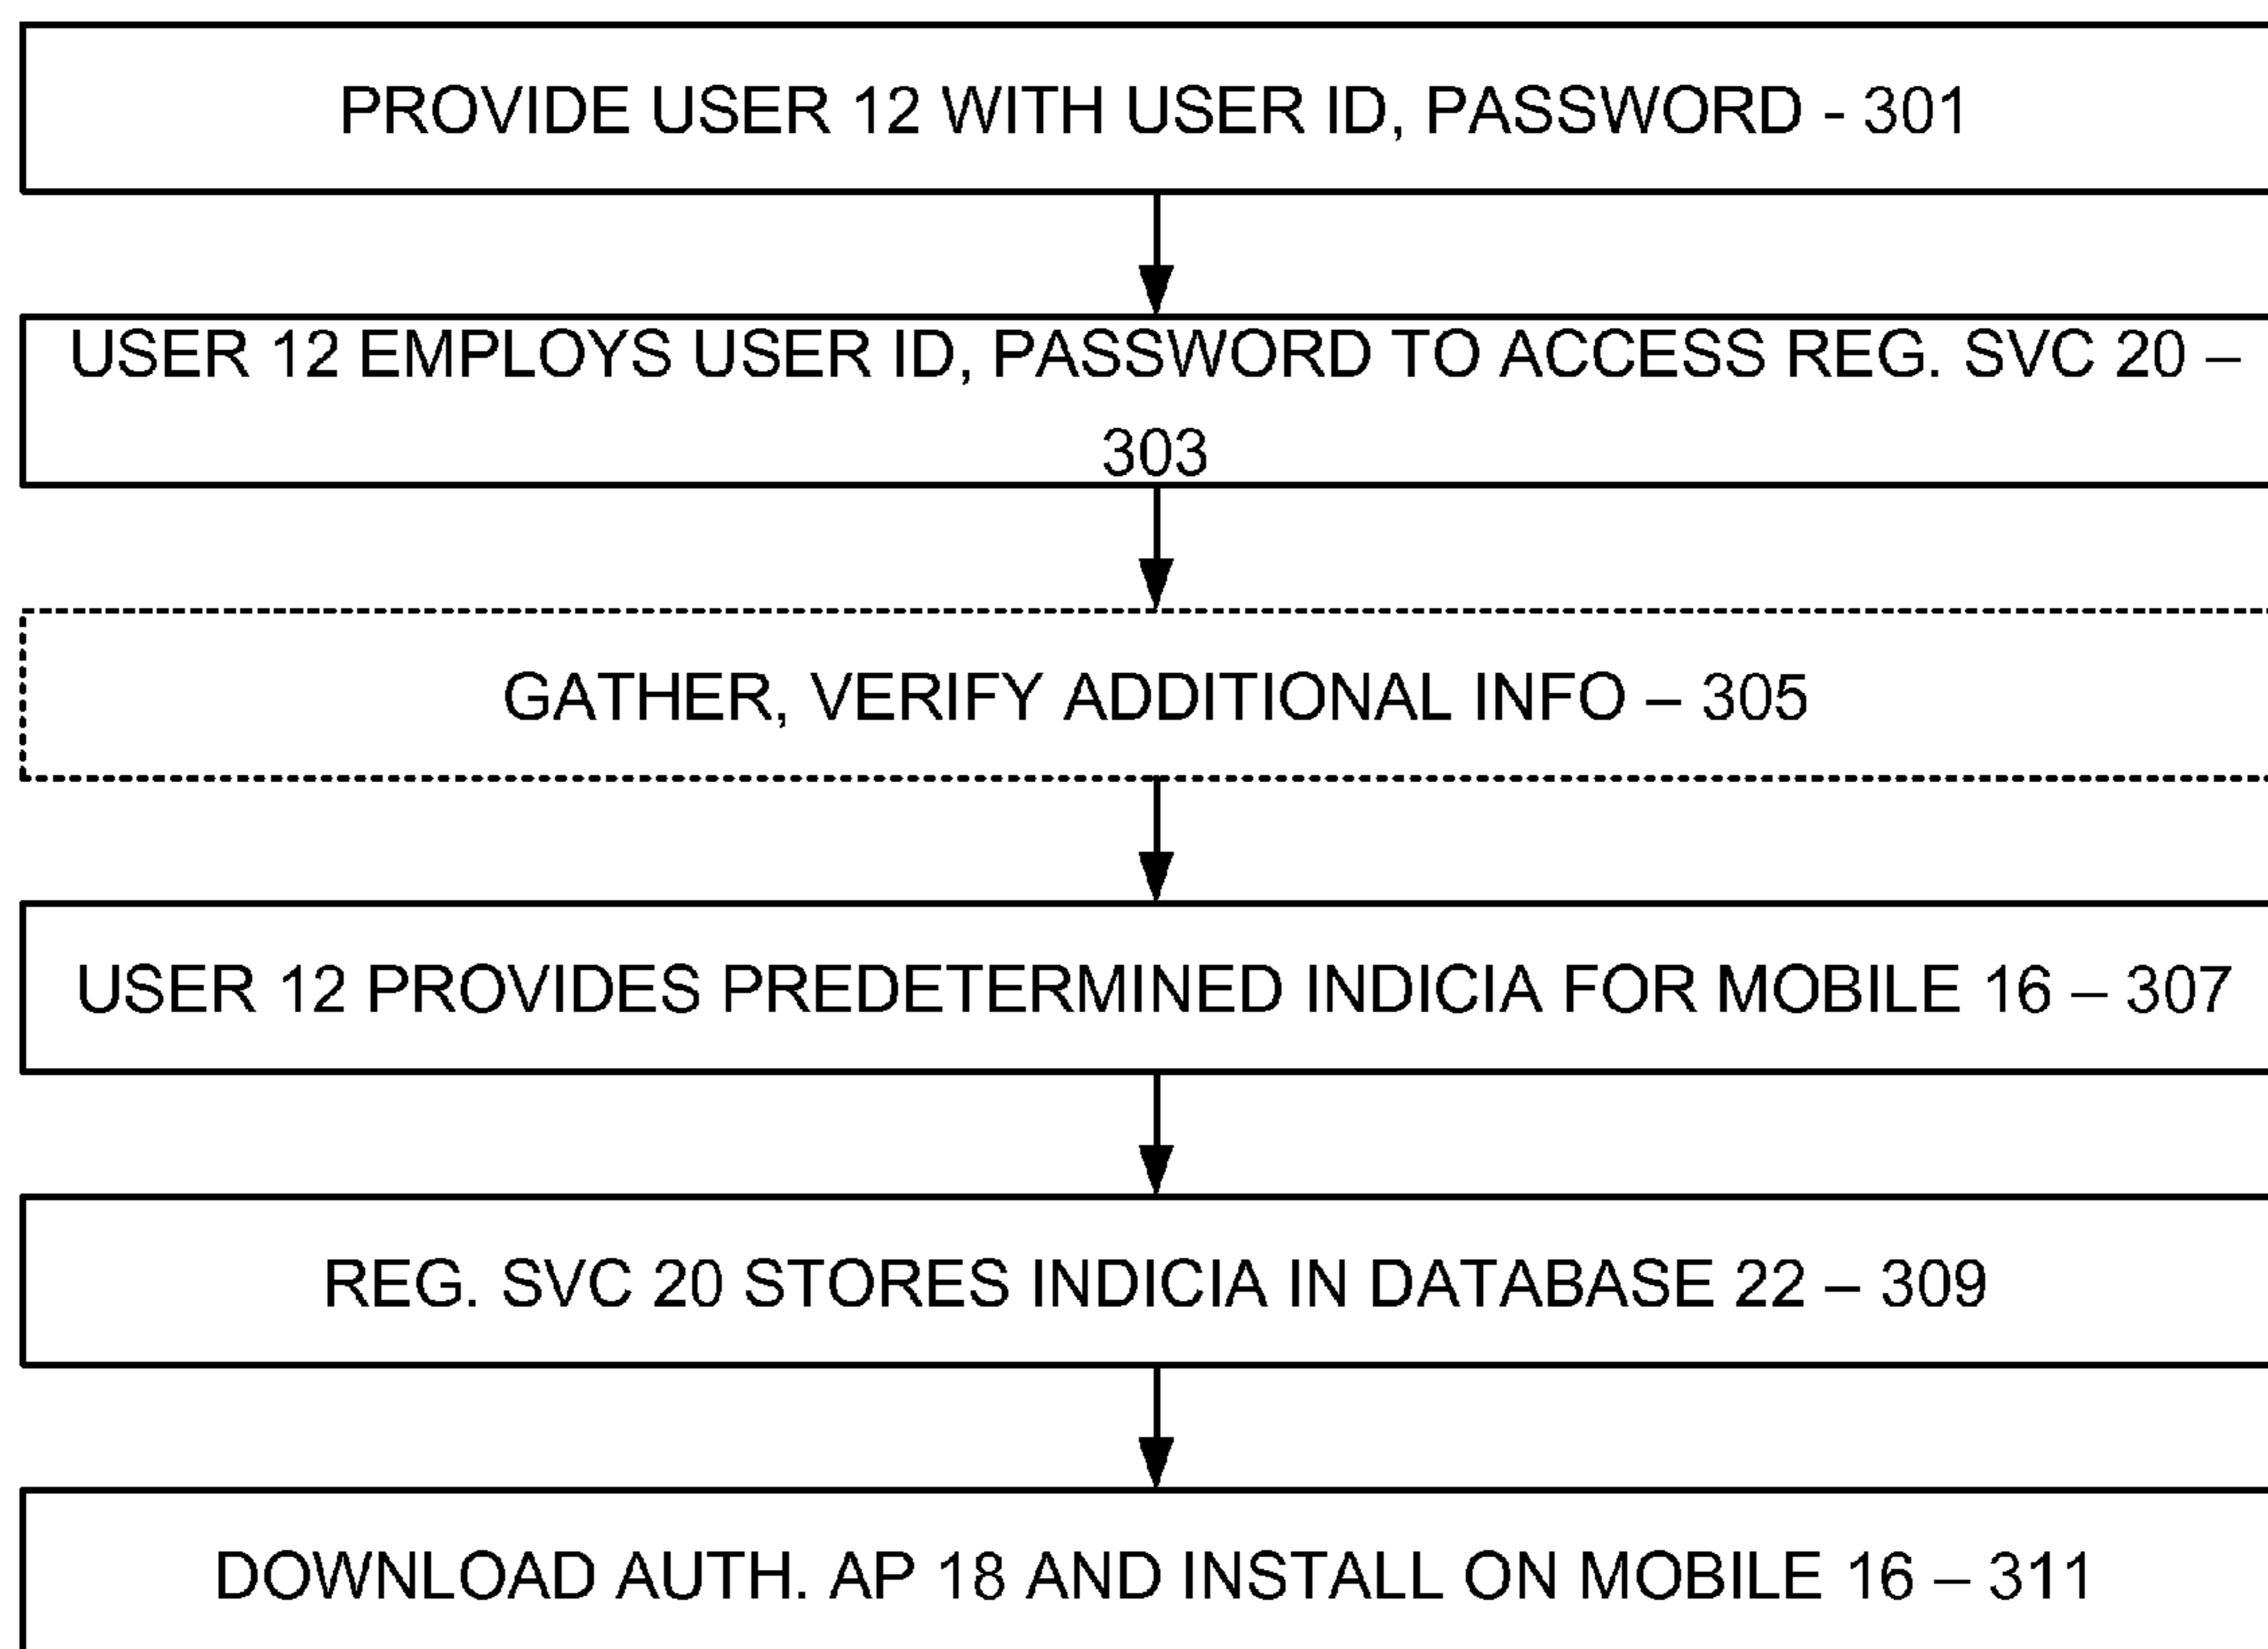 PROVIDE USER 12 WITH USER ID, PASSWORD - 301
USER 12 EMPLOYS USER ID, PASSWORD TO ACCESS REG. SVC 20 –
303
GATHER, VERIFY ADDITIONAL INFO – 305
USER 12 PROVIDES PREDETERMINED INDICIA FOR MOBILE 16 – 307
REG. SVC 20 STORES INDICIA IN DATABASE 22 – 309
DOWNLOAD AUTH. AP 18 AND INSTALL ON MOBILE 16 – 311